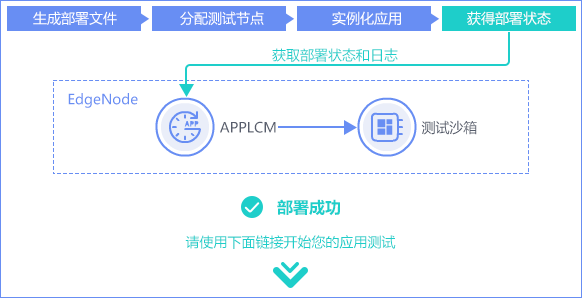 生成部署文件
分配测试节点
实例化应用
获得部署状态
获取部署状态和日志
EdgeNode
APP
APPLCM
测试沙箱
部署成功
请使用下面链接开始您的应用测试